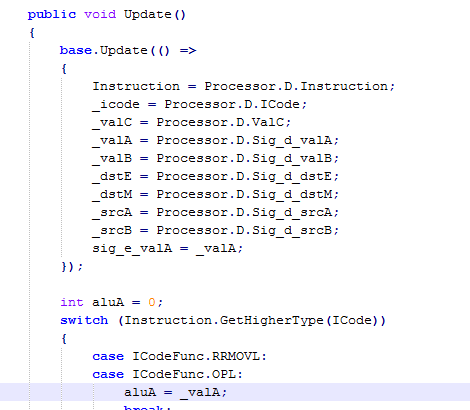 public void Update()
{
base.Update(() =>
{
Instruction = Processor.D.Instruction;
_icode = Processor.D.ICode;
_valC = Processor.D.ValC;
_valA = Processor.D.Sig_d_valA;
_valB = Processor.D.Sig_d_valB;
_dstE = Processor.D.Sig_d_dstE;
_dstM = Processor.D.Sig_d_dstM;
_srcA = Processor.D.Sig_d_srcA;
_srcB = Processor.D.Sig_d_srcB;
sig_e_valA = _valA;
});
int aluA = 0;
switch (Instruction.GetHigherType(ICode))
{
case ICodeFunc.RRMOVL:
case ICodeFunc.OPL:
aluA = _valA;
break;